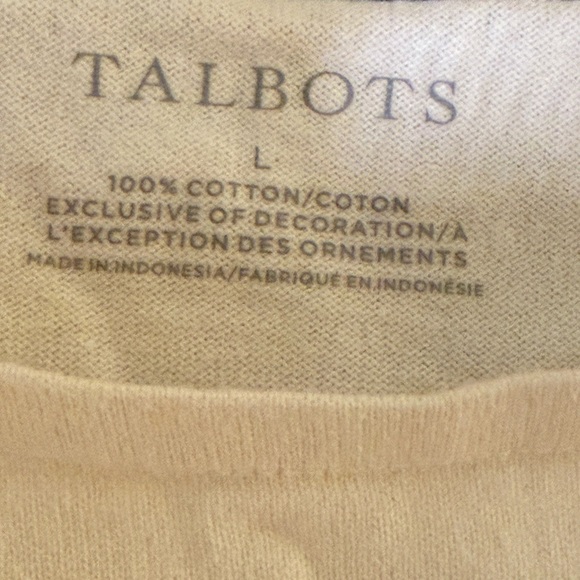 TALBOTS
L
100% COTTON/COTON
EXCLUSIVE OF DECORATION/À
L'EXCEPTION DES ORNEMENTS
MADE IN INDONESIA/FABRIQUÉ EN INDONÉSIE